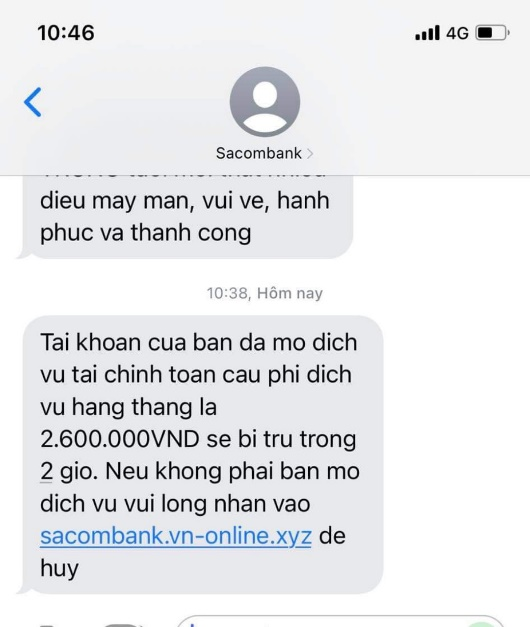 10:46
4G
Sacombank
dieu may man, vui ve, hanh
phuc va thanh cong
10:38, Hôm nay
Tai khoan cua ban da mo dich
vu tai chinh toan cau phi dich
vu hang thang la
2.600.000VND se bi tru trong
2 gio. Neu khong phai ban mo
dich vu vui long nhan vao
sacombank.vn-online.xyz de
huy